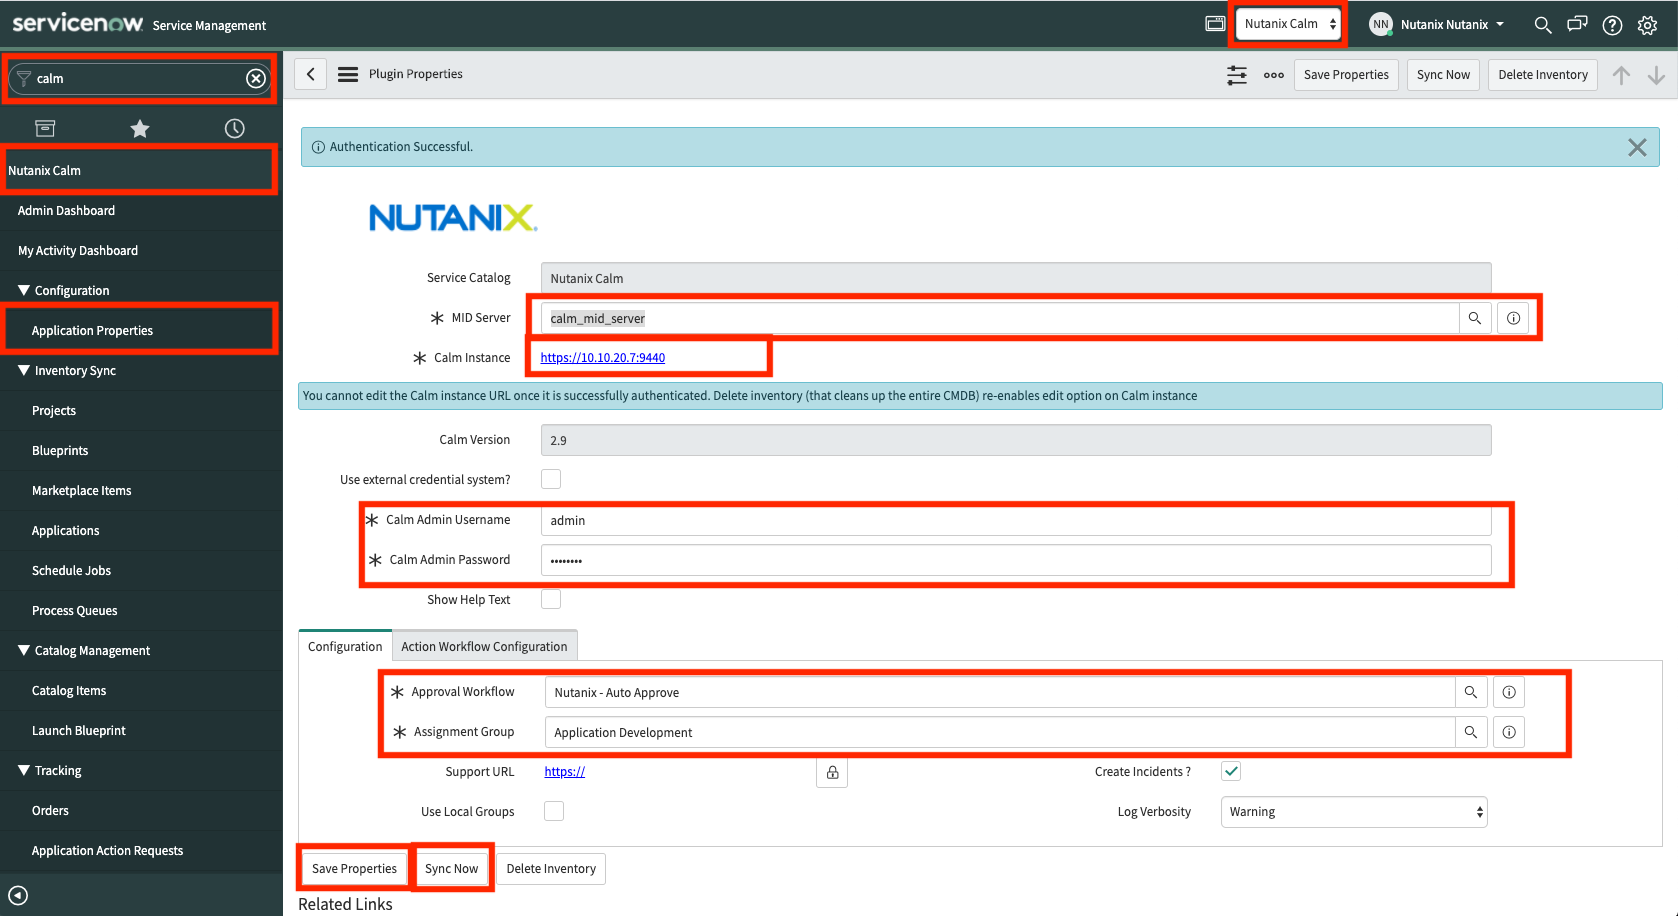 servicenow Service Management
Nutanix Calm
NN Nutanix Nutanix
calm
Nutanix Calm
Admin Dashboard
My Activity Dashboard
Configuration
Application Properties
Inventory Sync
Projects
Blueprints
Marketplace Items
Applications
Schedule Jobs
Process Queues
Catalog Management
Catalog Items
Launch Blueprint
Tracking
Orders
Application Action Requests
Plugin Properties
Save Properties
Sync Now
Delete Inventory
Authentication Successful.
NUTANIX.
Service Catalog Nutanix Calm
MID Server calm_mid_server
Calm Instance https://10.10.20.7:9440
You cannot edit the Calm instance URL once it is successfully authenticated. Delete inventory (that cleans up the entire CMDB) re-enables edit option on Calm instance
Calm Version 2.9
Use external credential system?
Calm Admin Username admin
Calm Admin Password ••••••••
Show Help Text
Configuration Action Workflow Configuration
Approval Workflow Nutanix - Auto Approve
Assignment Group Application Development
Support URL https:// Create Incidents ?
Use Local Groups Log Verbosity Warning
Save Properties Sync Now Delete Inventory
Related Links